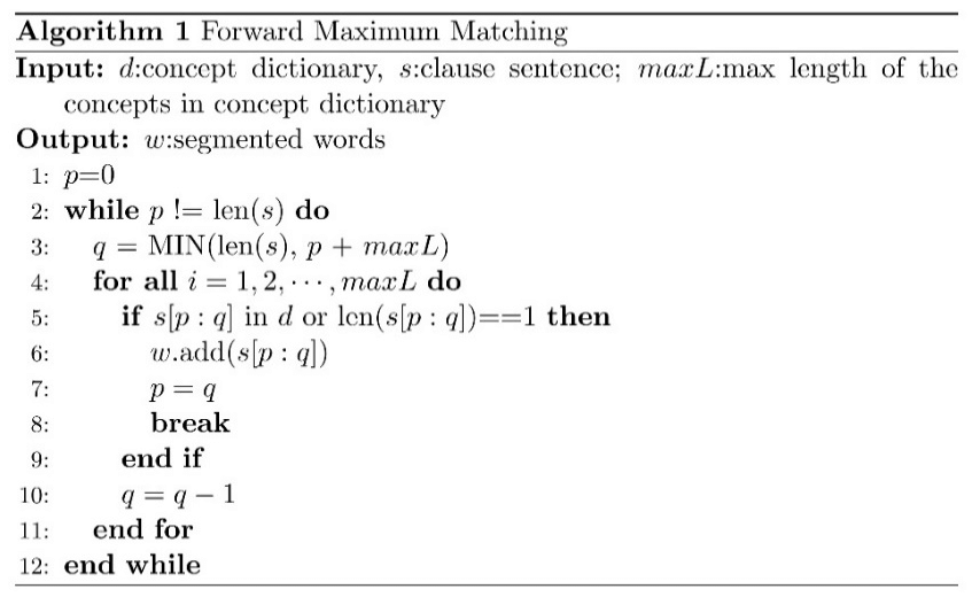 Algorithm 1 Forward Maximum Matching
Input: d:concept dictionary, s:clause sentence; maxL:max length of the
concepts in concept dictionary
Output: w:segmented words
1: p=0
2: while p != len(s) do
3: q = MIN(len(s), p + maxL)
4: for all i = 1, 2, · · · , maxL do
5: if s[p : q] in d or len(s[p : q])==1 then
6: w.add(s[p : q])
7: p = q
8: break
9: end if
10: q = q − 1
11: end for
12: end while